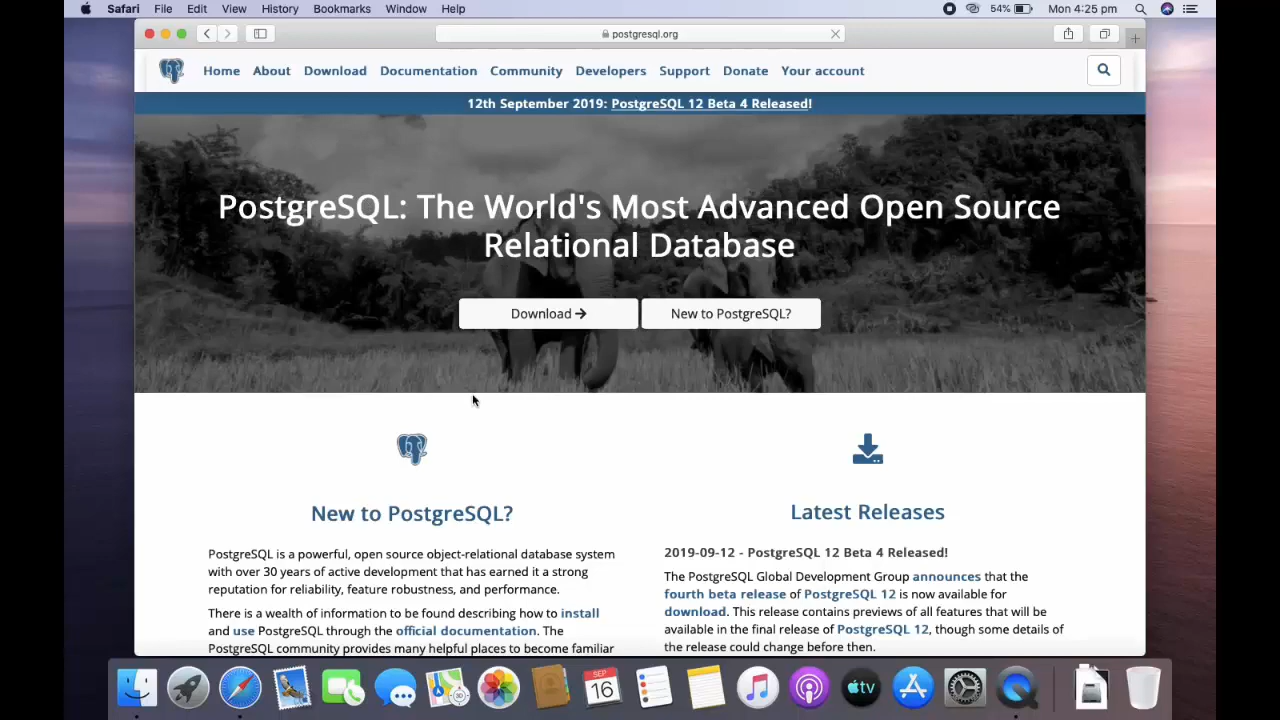 Safari File Edit View History Bookmarks Window Help 54% Mon 4:25 pm
postgresql.org
Home About Download Documentation Community Developers Support Donate Your account
12th September 2019: PostgreSQL 12 Beta 4 Released!
PostgreSQL: The World's Most Advanced Open Source
Relational Database
Download → New to PostgreSQL?
New to PostgreSQL?
PostgreSQL is a powerful, open source object-relational database system
with over 30 years of active development that has earned it a strong
reputation for reliability, feature robustness, and performance.
There is a wealth of information to be found describing how to install
and use PostgreSQL through the official documentation. The
PostgreSQL community provides many helpful places to become familiar
Latest Releases
2019-09-12 - PostgreSQL 12 Beta 4 Released!
The PostgreSQL Global Development Group announces that the
fourth beta release of PostgreSQL 12 is now available for
download. This release contains previews of all features that will be
available in the final release of PostgreSQL 12, though some details of
the release could change before then.
SEP
16
tv